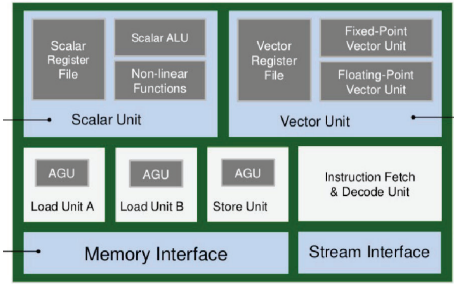 Scalar
Register
File
Scalar ALU
Non-linear
Functions
Scalar Unit
Vector
Register
File
Fixed-Point
Vector Unit
Floating-Point
Vector Unit
Vector Unit
AGU
Load Unit A
AGU
Load Unit B
AGU
Store Unit
Instruction Fetch
& Decode Unit
Memory Interface
Stream Interface